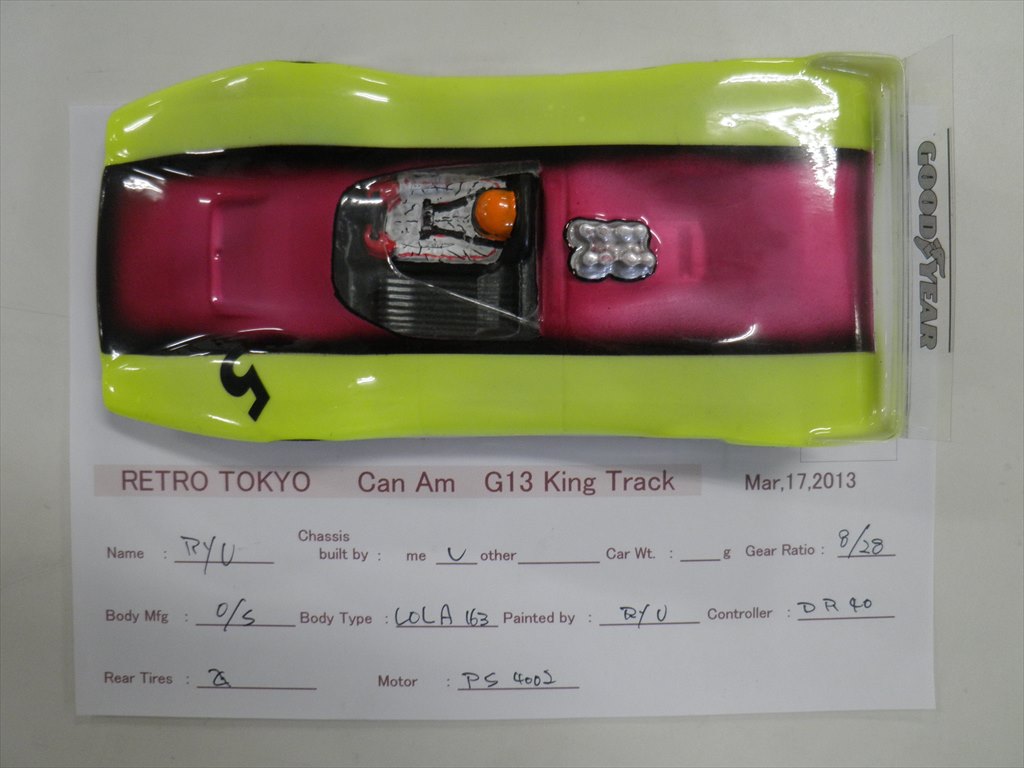 GOODYEAR
5
RETRO TOKYO Can Am G13 King Track Mar,17,2013
Chassis
Name : RYU built by : me other Car Wt. : g Gear Ratio : 8/28
Body Mfg : O/S Body Type : LOLA 163 Painted by : RYU Controller : DR40
Rear Tires : Motor : PS 4002